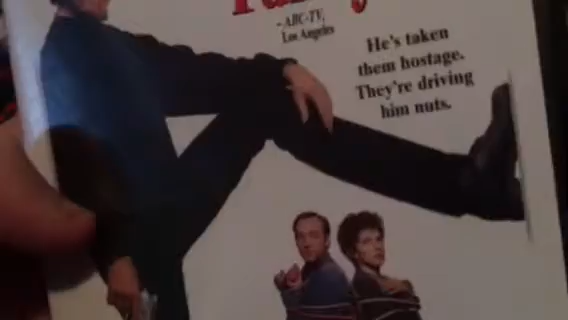 - ABC-TV,
Los Angeles
He's taken
them hostage.
They're driving
him nuts.